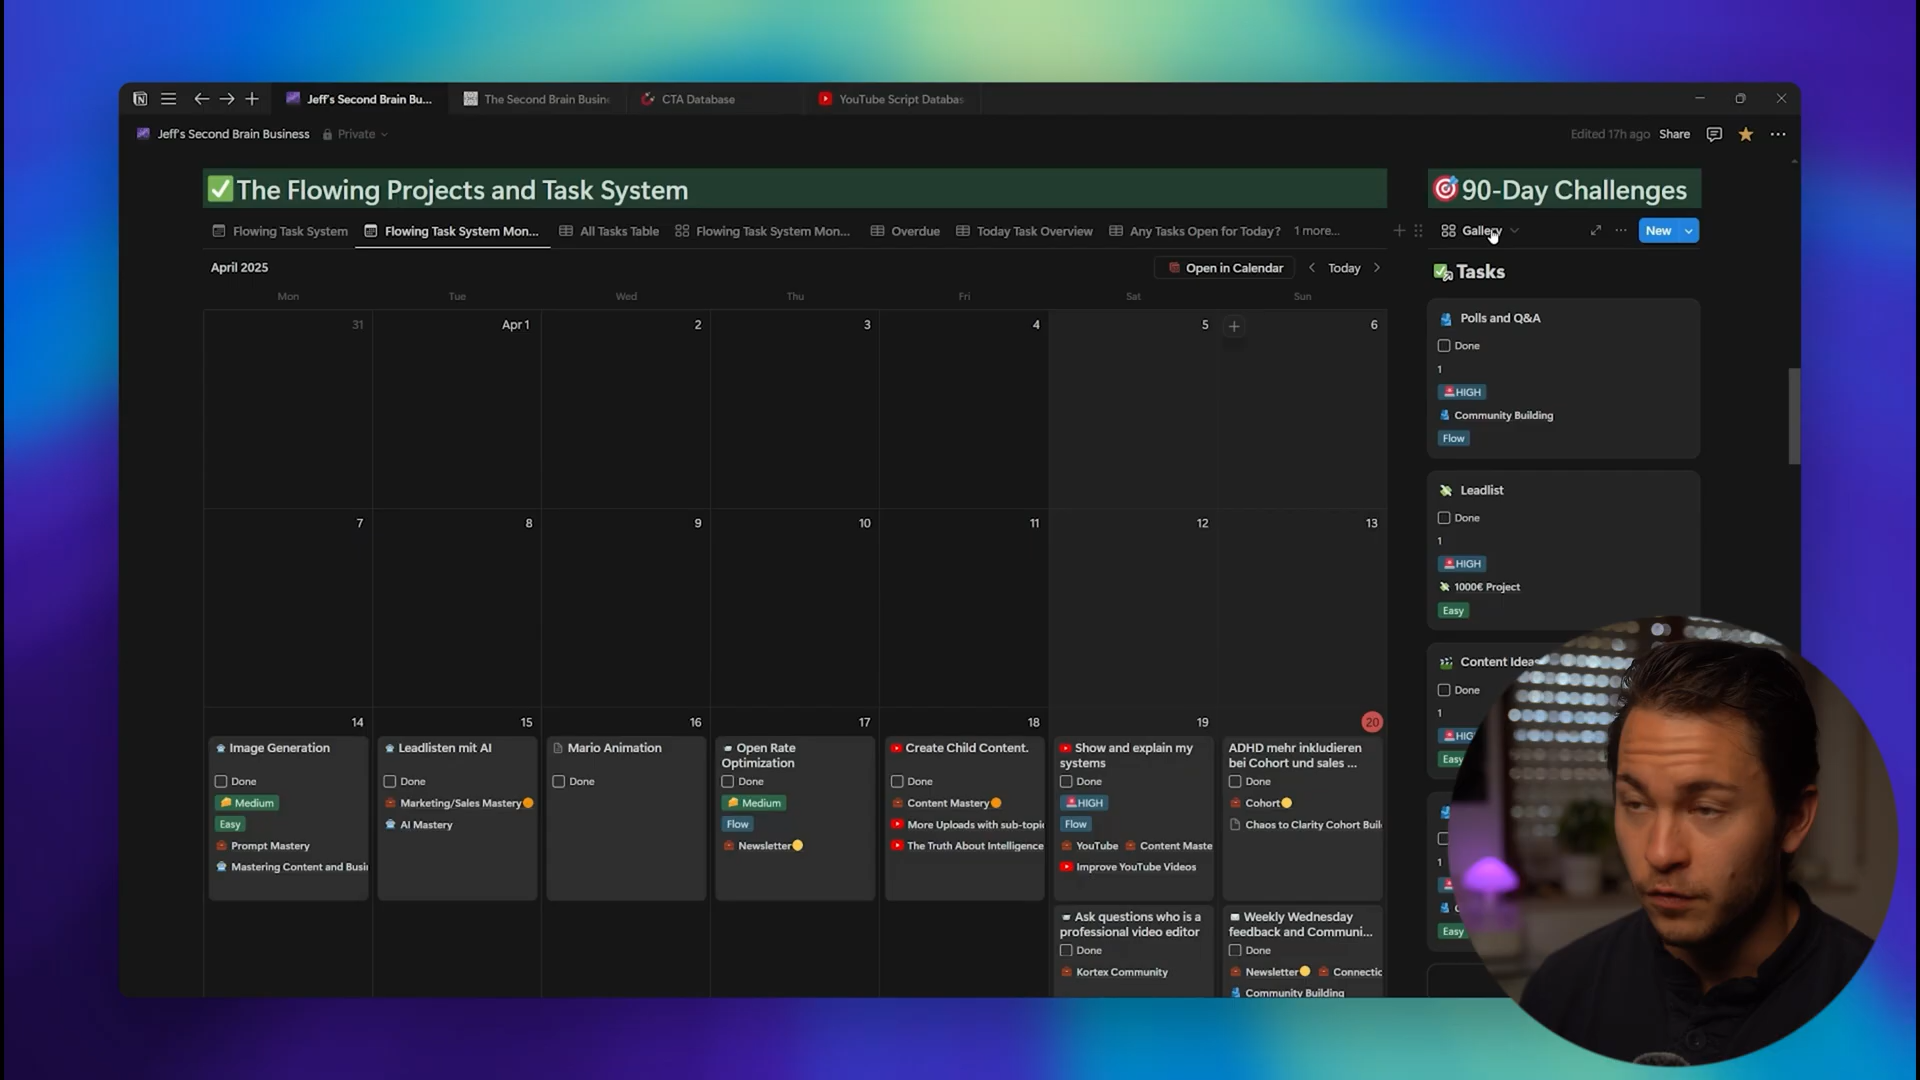 Jeff's Second Brain Bu...
The Second Brain Busin
CTA Database
YouTube Script Databas
Jeff's Second Brain Business
Private
Edited 17h ago
Share
The Flowing Projects and Task System
Flowing Task System
Flowing Task System Mon...
All Tasks Table
Flowing Task System Mon...
Overdue
Today Task Overview
Any Tasks Open for Today?
1 more...
April 2025
Open in Calendar
Today
Mon Tue Wed Thu Fri Sat Sun
31 Apr 1 2 3 4 5 6
7 8 9 10 11 12 13
14 15 16 17 18 19 20
Image Generation
Done
Medium
Easy
Prompt Mastery
Mastering Content and Busi
Leadlisten mit AI
Done
Marketing/Sales Mastery
AI Mastery
Mario Animation
Done
Open Rate
Optimization
Done
Medium
Flow
Newsletter
Create Child Content.
Done
Content Mastery
More Uploads with sub-topic
The Truth About Intelligence
Show and explain my
systems
Done
HIGH
Flow
YouTube Content Maste
Improve YouTube Videos
Ask questions who is a
professional video editor
Done
Kortex Community
ADHD mehr inkludieren
bei Cohort und sales ...
Done
Cohort
Chaos to Clarity Cohort Buil
Weekly Wednesday
feedback and Communi...
Done
Newsletter Connectic
Community Building
90-Day Challenges
Gallery
New
Tasks
Polls and Q&A
Done
1
HIGH
Community Building
Flow
Leadlist
Done
1
HIGH
1000€ Project
Easy
Content Idea
Done
1
HIG
Eas
1
Easy